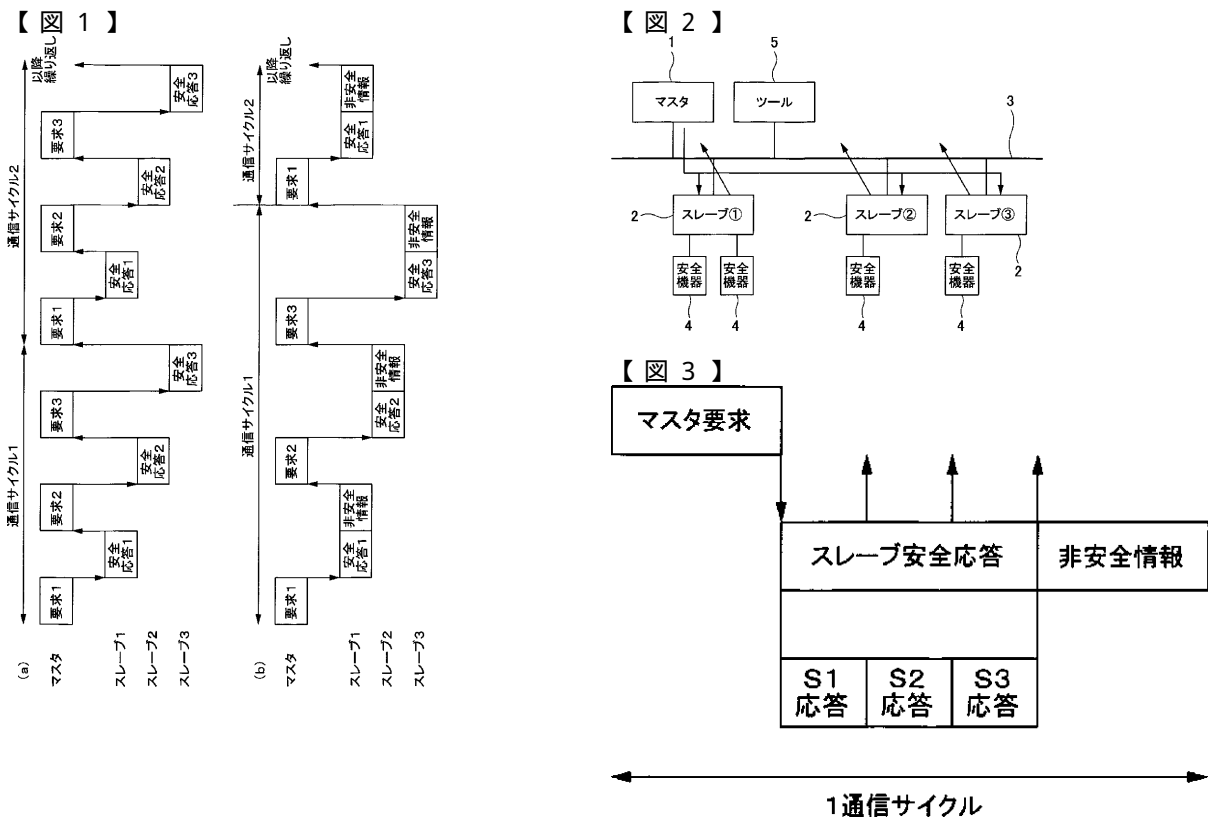 【図1】
(a)
通信サイクル1
通信サイクル2
以降
繰り返し
マスタ
要求1
要求2
要求3
要求1
要求2
要求3
スレーブ1
安全
応答1
安全
応答1
スレーブ2
安全
応答2
安全
応答2
スレーブ3
安全
応答3
安全
応答3
(b)
通信サイクル1
通信サイクル2
以降
繰り返し
マスタ
要求1
要求2
要求3
要求1
スレーブ1
安全
応答1
非安全
情報
安全
応答1
非安全
情報
スレーブ2
安全
応答2
非安全
情報
スレーブ3
安全
応答3
非安全
情報
【図2】
1
5
マスタ
ツール
3
2
スレーブ①
2
スレーブ②
スレーブ③
2
安全
機器
安全
機器
安全
機器
安全
機器
4
4
4
4
【図3】
マスタ要求
スレーブ安全応答
非安全情報
S1
応答
S2
応答
S3
応答
1通信サイクル